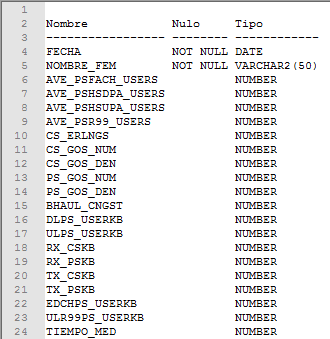 1
2 Nombre Nulo Tipo
3 ----------------- -------- ------------
4 FECHA NOT NULL DATE
5 NOMBRE_FEM NOT NULL VARCHAR2(50)
6 AVE_PSFACH_USERS NUMBER
7 AVE_PSHSDPA_USERS NUMBER
8 AVE_PSHSUPA_USERS NUMBER
9 AVE_PSR99_USERS NUMBER
10 CS_ERLNGS NUMBER
11 CS_GOS_NUM NUMBER
12 CS_GOS_DEN NUMBER
13 PS_GOS_NUM NUMBER
14 PS_GOS_DEN NUMBER
15 BHAUL_CNGST NUMBER
16 DLPS_USERKB NUMBER
17 ULPS_USERKB NUMBER
18 RX_CSKB NUMBER
19 RX_PSKB NUMBER
20 TX_CSKB NUMBER
21 TX_PSKB NUMBER
22 EDCHPS_USERKB NUMBER
23 ULR99PS_USERKB NUMBER
24 TIEMPO_MED NUMBER